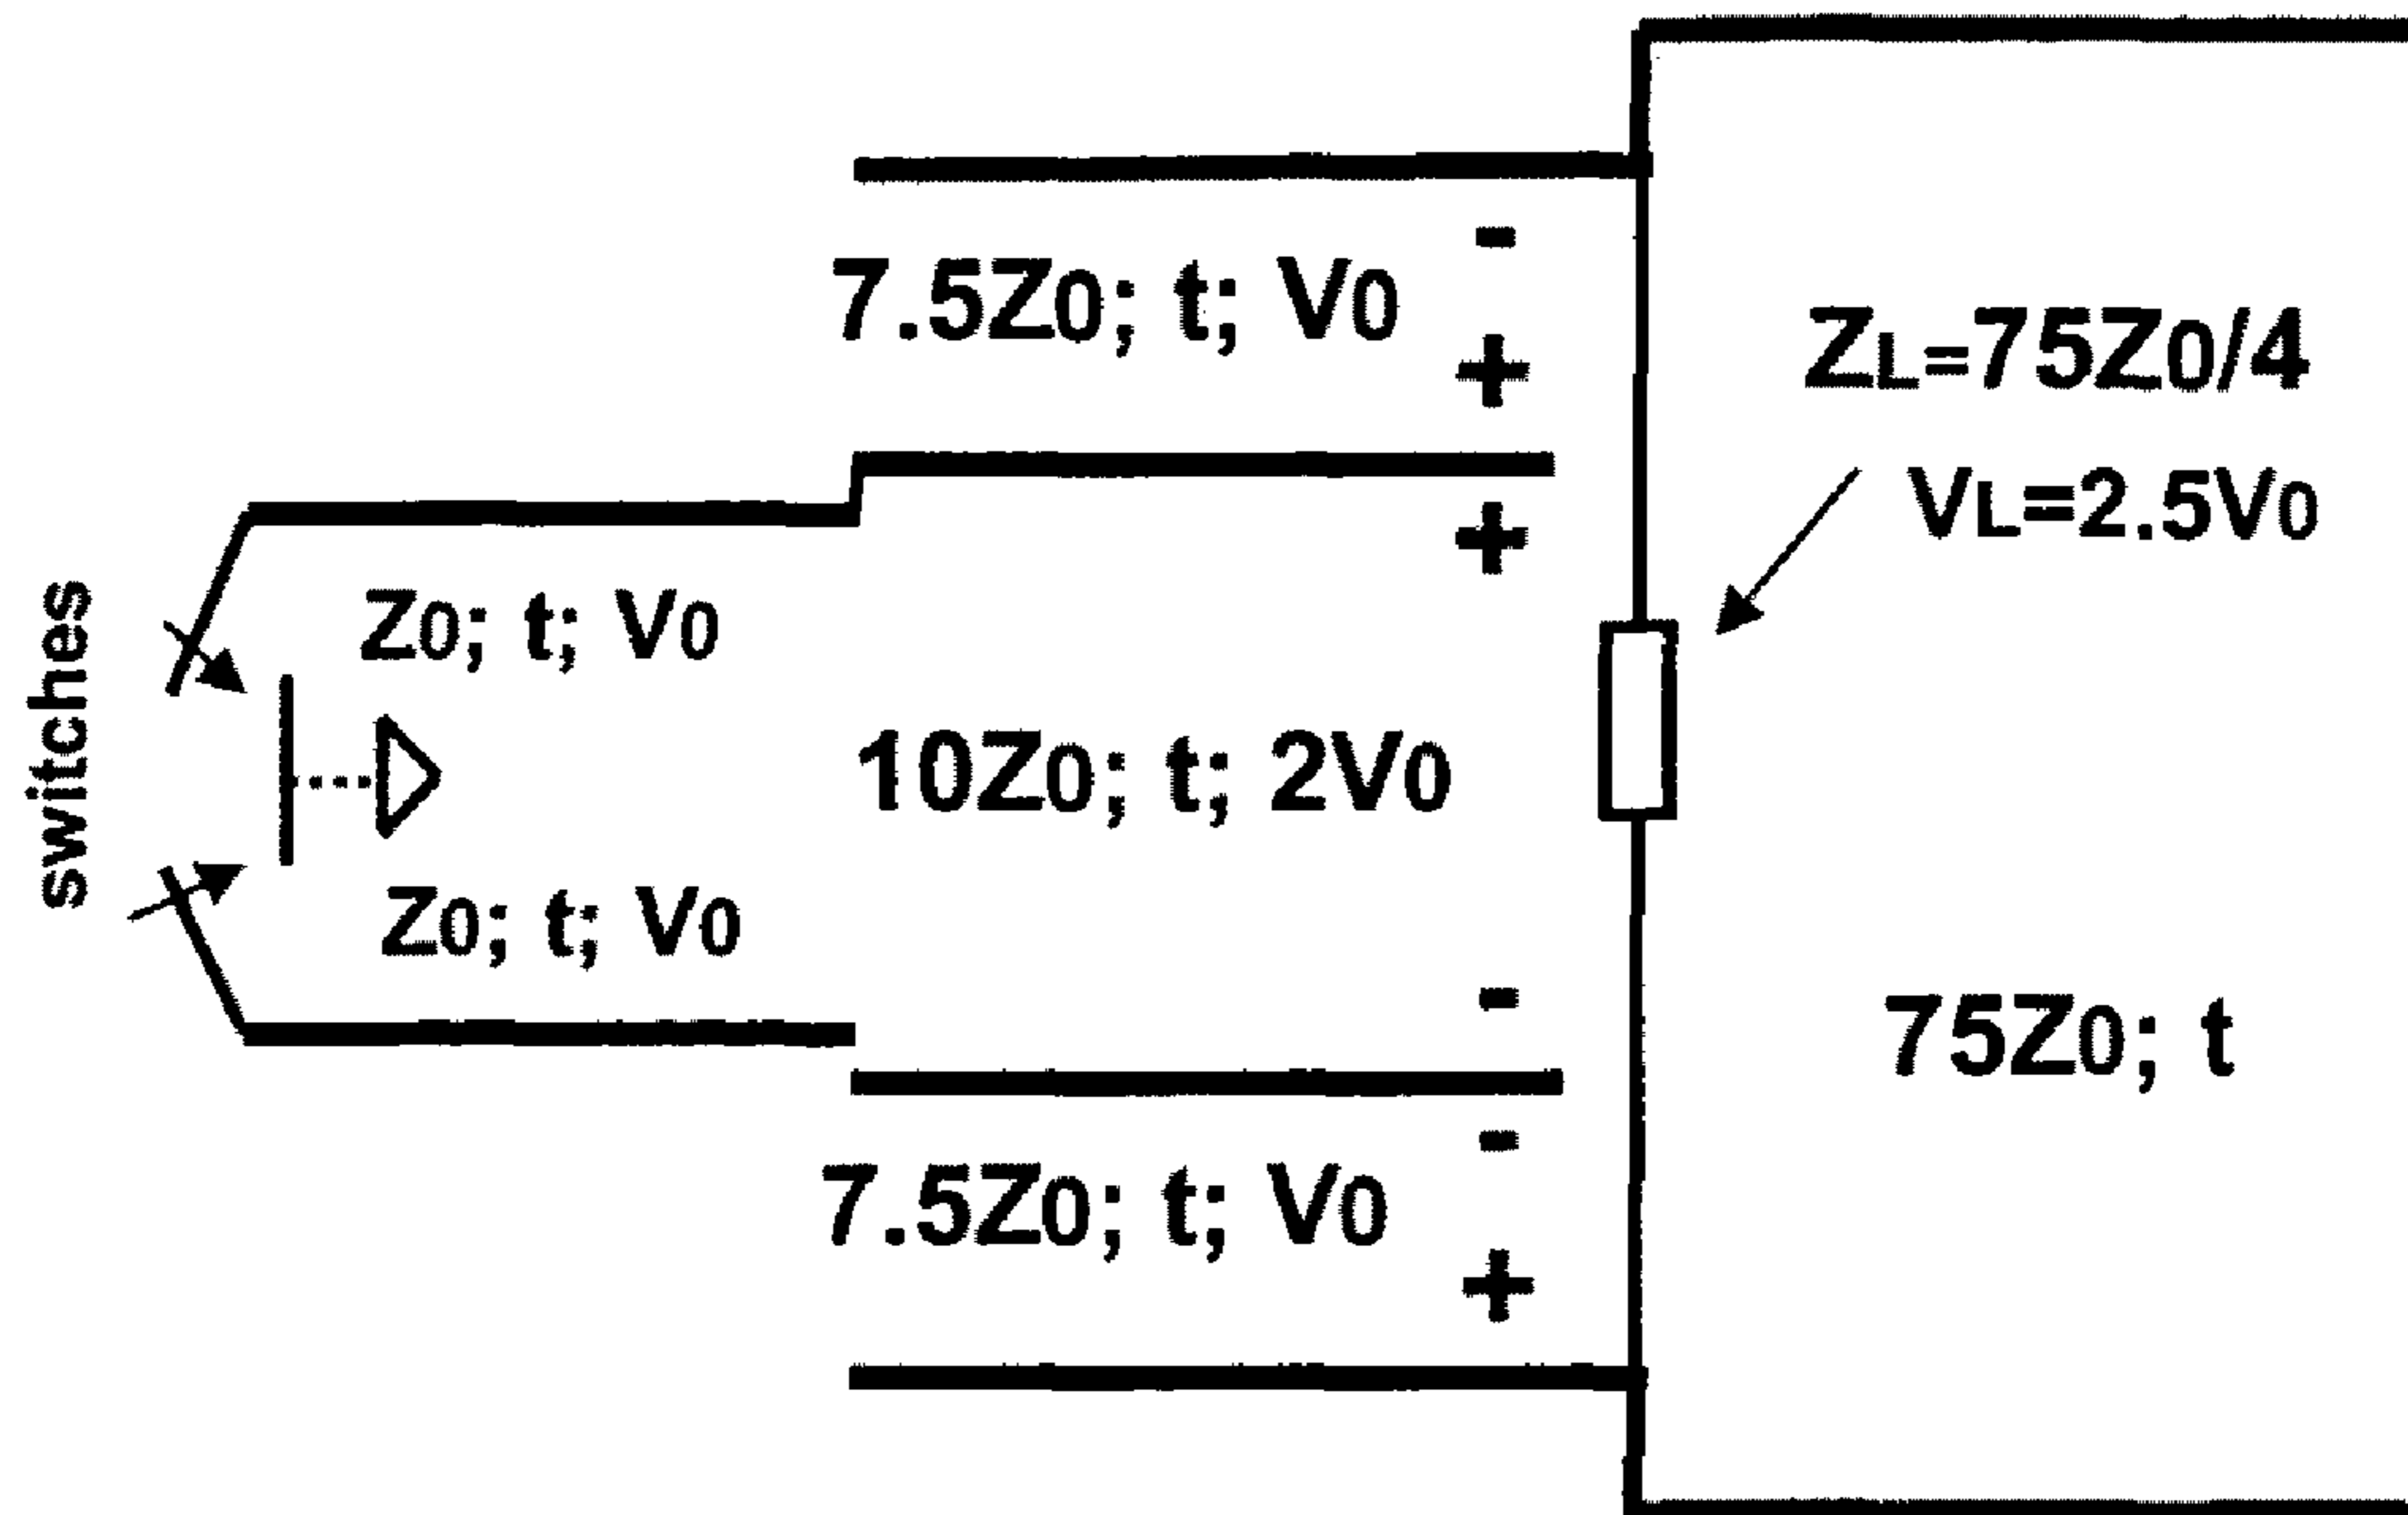 -
7.5Z0; t; V0
+
ZL=75Z0/4
VL=2.5V0
+
switches
Z0; t; V0
10Z0; t; 2V0
Z0; t; V0
-
75Z0; t
-
7.5Z0; t; V0
+